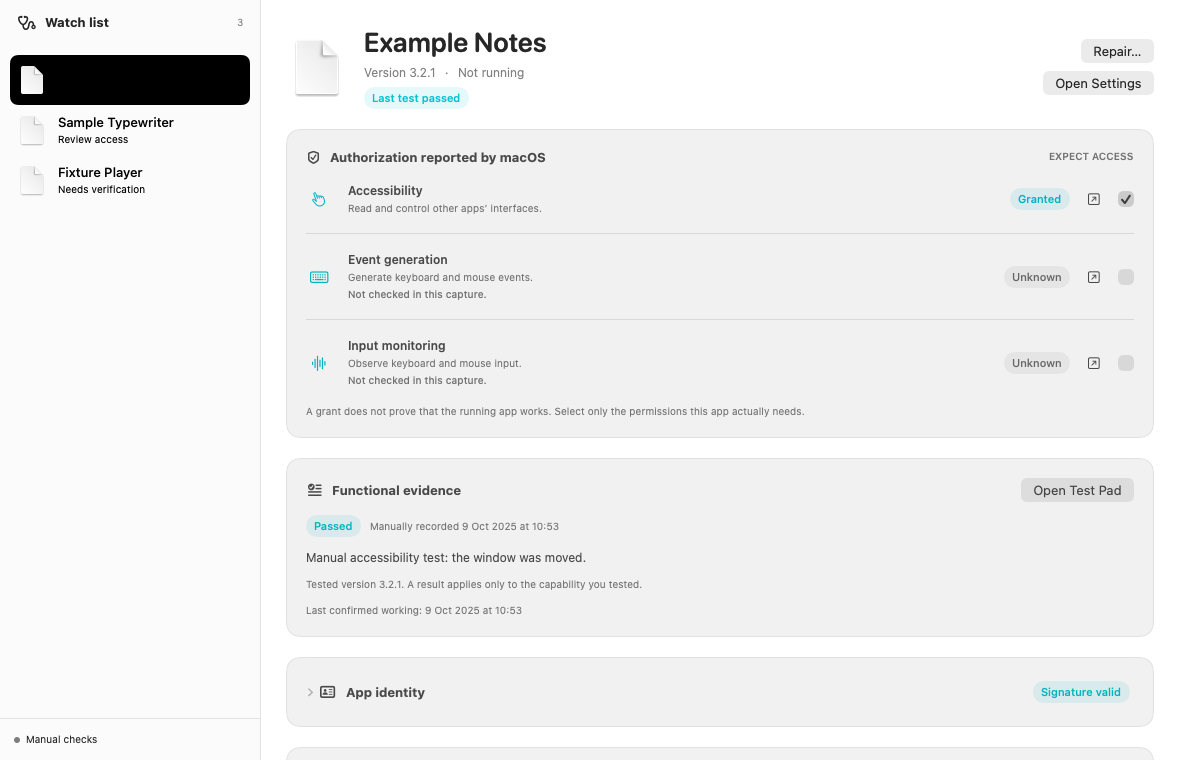 Watch list
3
Sample Typewriter
Review access
Fixture Player
Needs verification
Manual checks
Example Notes
Version 3.2.1 · Not running
Last test passed
Repair...
Open Settings
Authorization reported by macOS
EXPECT ACCESS
Accessibility
Read and control other apps' interfaces.
Granted
Event generation
Generate keyboard and mouse events.
Not checked in this capture.
Unknown
Input monitoring
Observe keyboard and mouse input.
Not checked in this capture.
Unknown
A grant does not prove that the running app works. Select only the permissions this app actually needs.
Functional evidence
Open Test Pad
Passed
Manually recorded 9 Oct 2025 at 10:53
Manual accessibility test: the window was moved.
Tested version 3.2.1. A result applies only to the capability you tested.
Last confirmed working: 9 Oct 2025 at 10:53
App identity
Signature valid